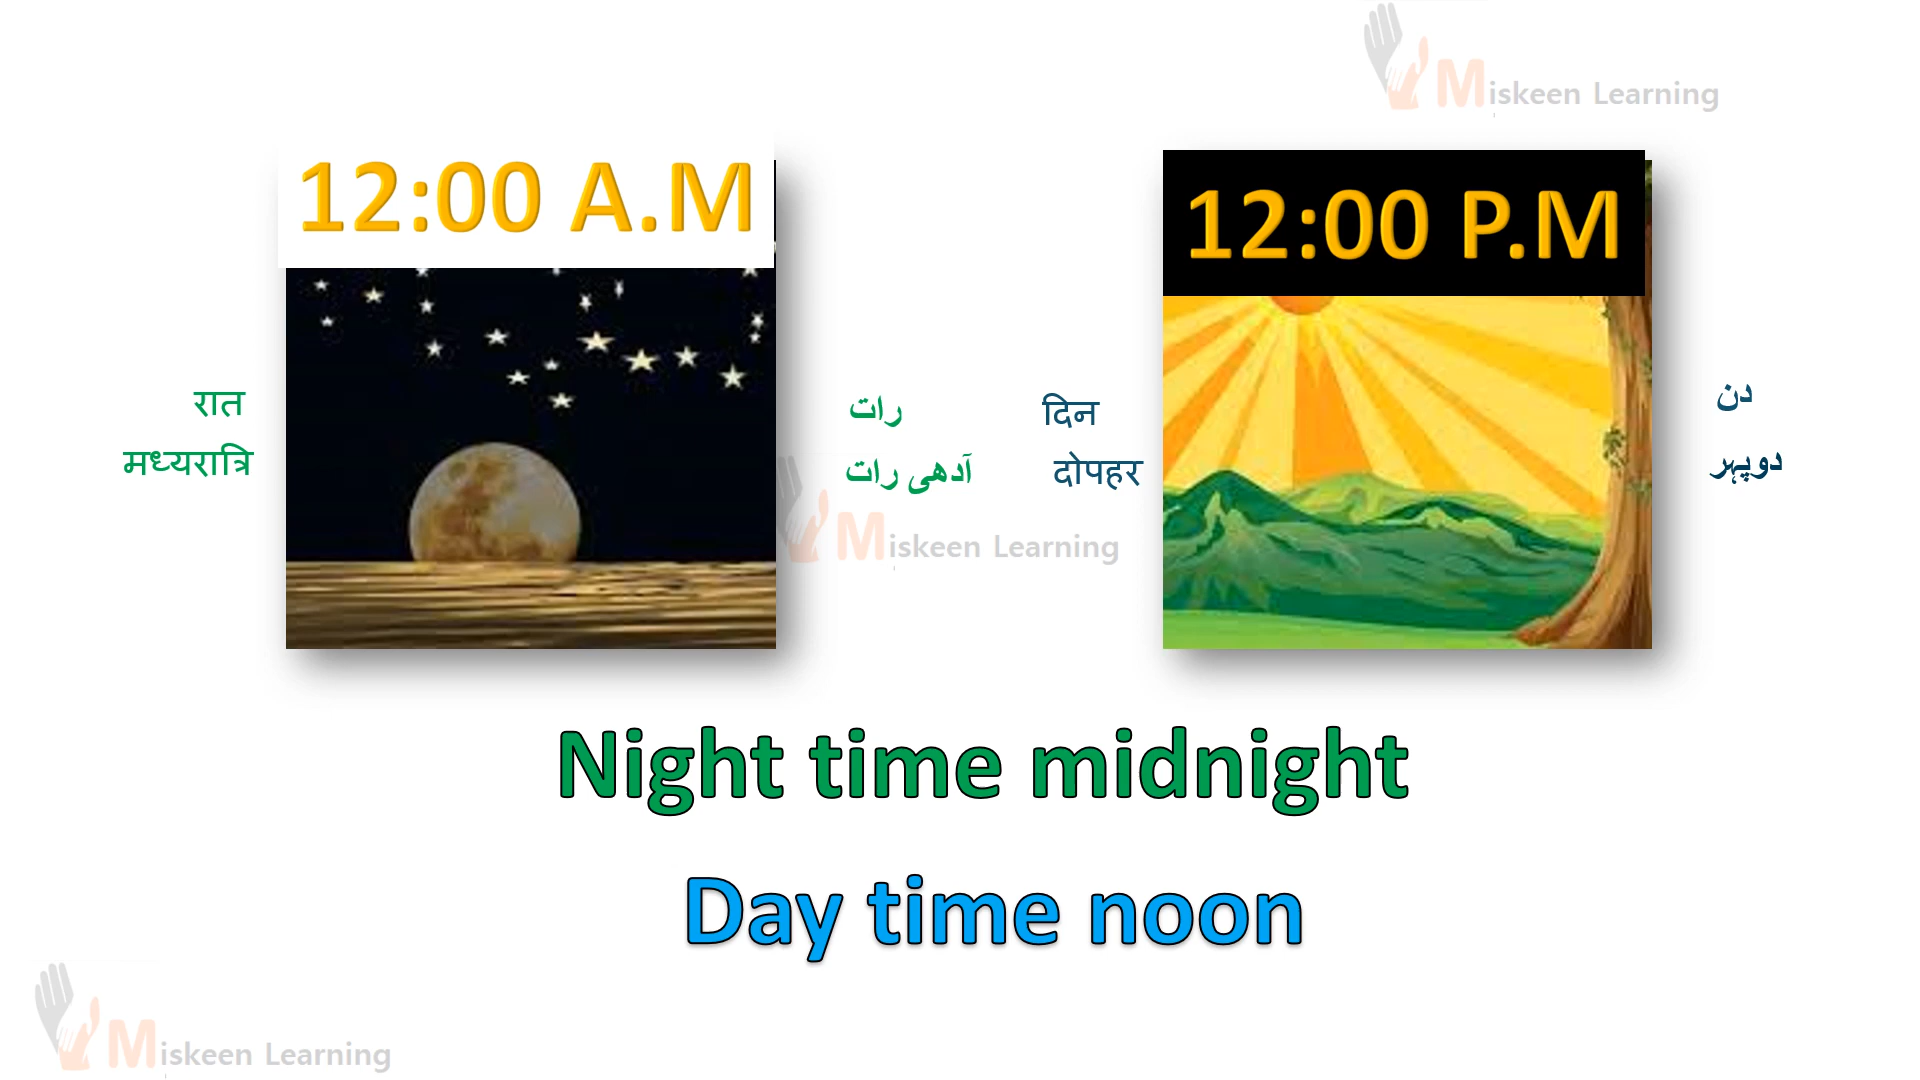 Miskeen Learning
12:00 A.M
12:00 P.M
रात
मध्यरात्रि
رات
آدھی رات
दिन
दोपहर
دن
دوپہر
Miskeen Learning
Night time midnight
Day time noon
Miskeen Learning